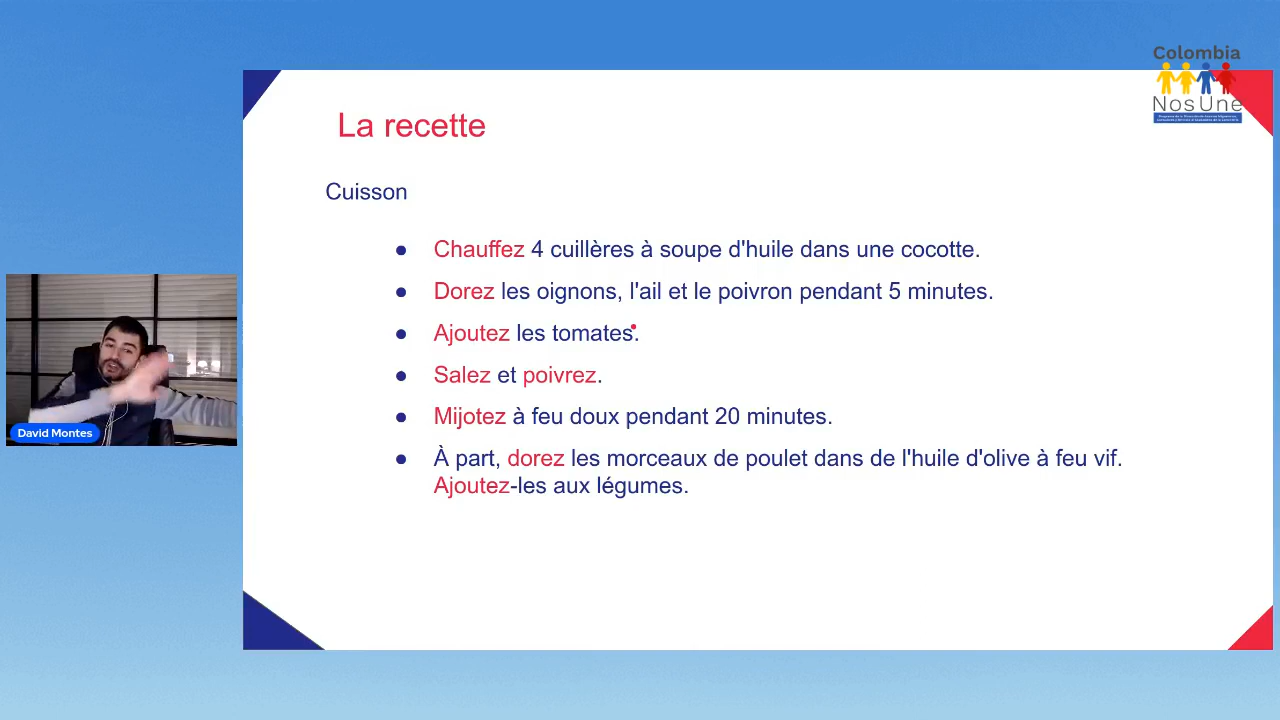 Colombia
NosUne
La recette
Cuisson
● Chauffez 4 cuillères à soupe d'huile dans une cocotte.
● Dorez les oignons, l'ail et le poivron pendant 5 minutes.
● Ajoutez les tomates.
● Salez et poivrez.
● Mijotez à feu doux pendant 20 minutes.
● À part, dorez les morceaux de poulet dans de l'huile d'olive à feu vif.
Ajoutez-les aux légumes.
David Montes